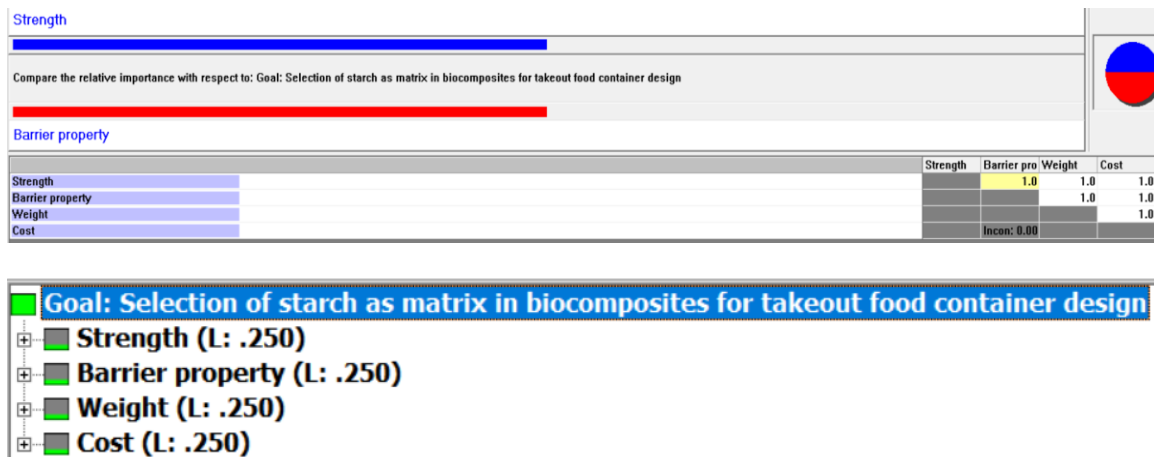 Strength
Compare the relative importance with respect to: Goal: Selection of starch as matrix in biocomposites for takeout food container design
Barrier property
Strength Barrier pro Weight Cost
Strength 1.0 1.0 1.0
Barrier property 1.0 1.0
Weight 1.0
Cost Incon: 0.00
Goal: Selection of starch as matrix in biocomposites for takeout food container design
Strength (L: .250)
Barrier property (L: .250)
Weight (L: .250)
Cost (L: .250)